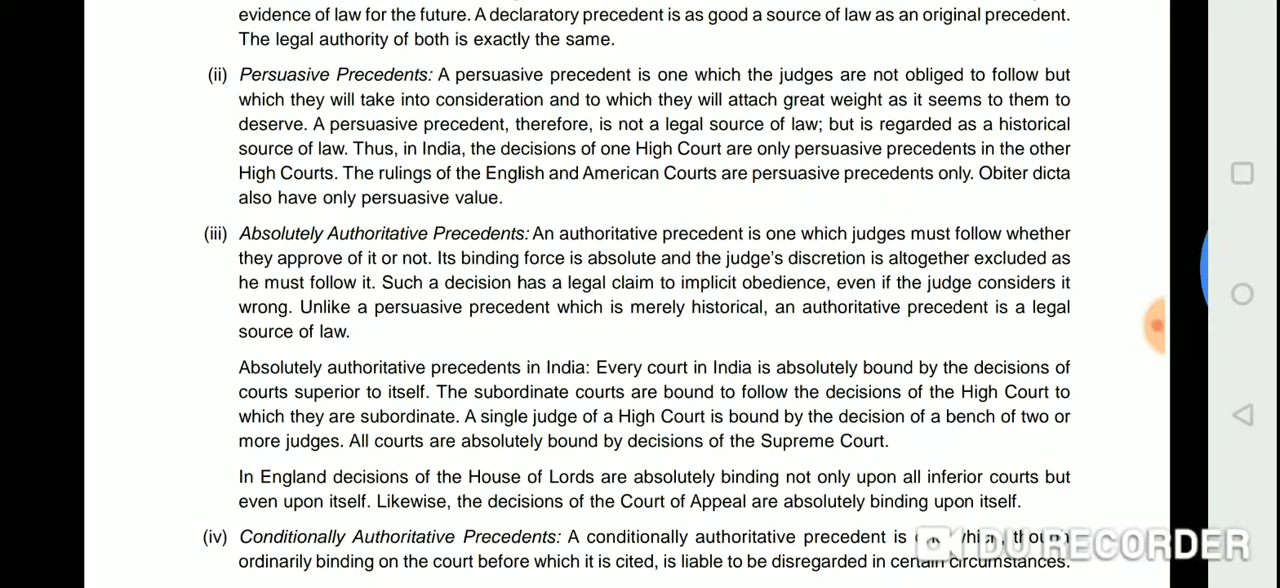 evidence of law for the future. A declaratory precedent is as good a source of law as an original precedent.
The legal authority of both is exactly the same.
(ii) Persuasive Precedents: A persuasive precedent is one which the judges are not obliged to follow but
which they will take into consideration and to which they will attach great weight as it seems to them to
deserve. A persuasive precedent, therefore, is not a legal source of law; but is regarded as a historical
source of law. Thus, in India, the decisions of one High Court are only persuasive precedents in the other
High Courts. The rulings of the English and American Courts are persuasive precedents only. Obiter dicta
also have only persuasive value.
(iii) Absolutely Authoritative Precedents: An authoritative precedent is one which judges must follow whether
they approve of it or not. Its binding force is absolute and the judge's discretion is altogether excluded as
he must follow it. Such a decision has a legal claim to implicit obedience, even if the judge considers it
wrong. Unlike a persuasive precedent which is merely historical, an authoritative precedent is a legal
source of law.
Absolutely authoritative precedents in India: Every court in India is absolutely bound by the decisions of
courts superior to itself. The subordinate courts are bound to follow the decisions of the High Court to
which they are subordinate. A single judge of a High Court is bound by the decision of a bench of two or
more judges. All courts are absolutely bound by decisions of the Supreme Court.
In England decisions of the House of Lords are absolutely binding not only upon all inferior courts but
even upon itself. Likewise, the decisions of the Court of Appeal are absolutely binding upon itself.
(iv) Conditionally Authoritative Precedents: A conditionally authoritative precedent is
ordinarily binding on the court before which it is cited, is liable to be disregarded in certain circumstances.
DU RECORDER